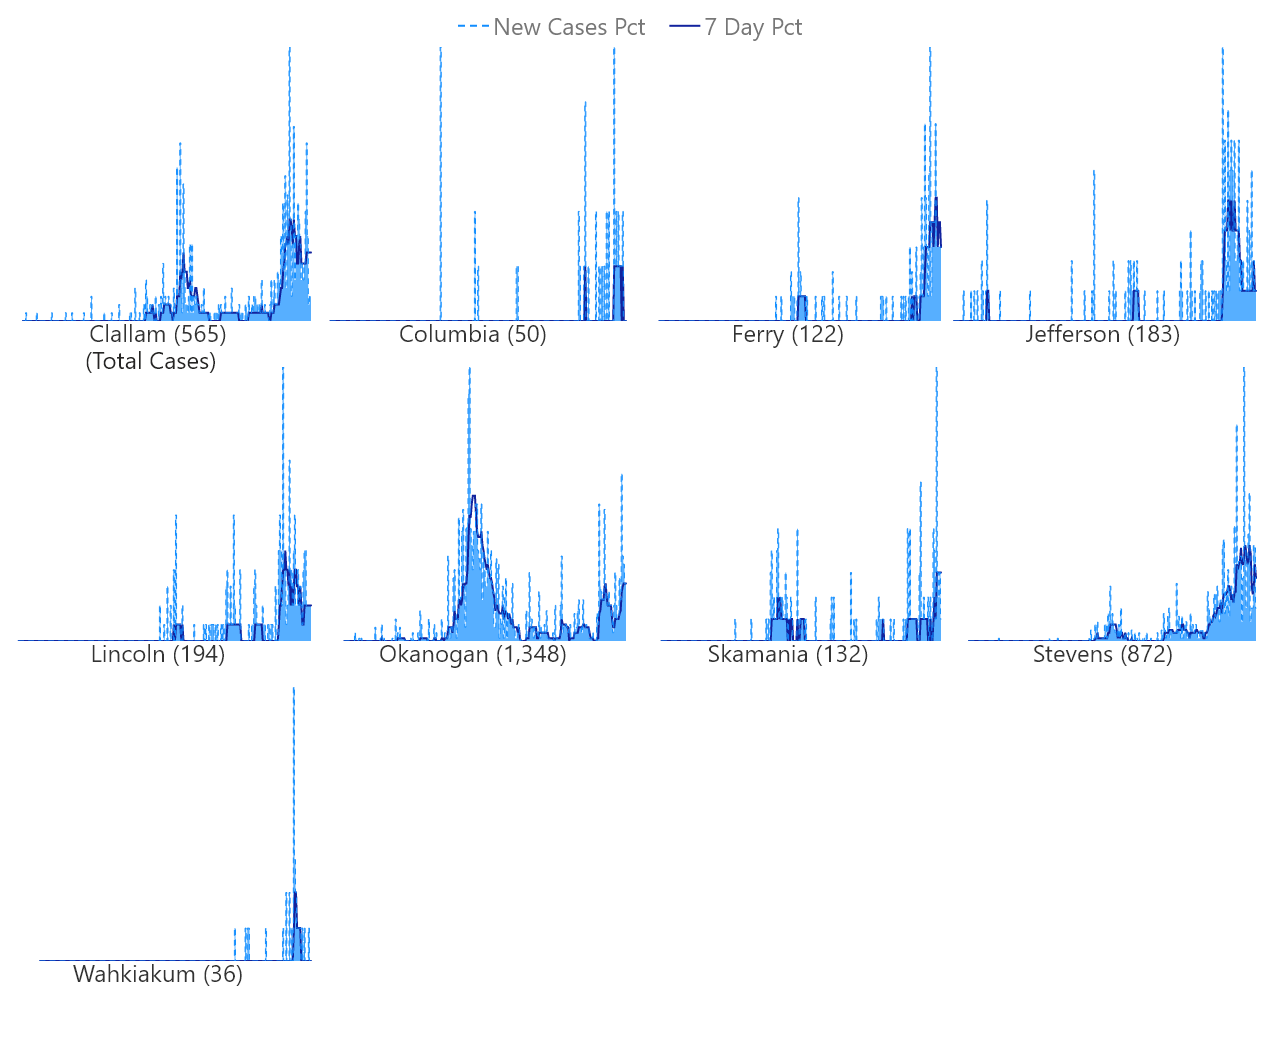 New Cases Pct 7 Day Pct
Clallam (565) Columbia (50) Ferry (122) Jefferson (183)
(Total Cases)
Lincoln (194) Okanogan (1,348) Skamania (132) Stevens (872)
Wahkiakum (36)